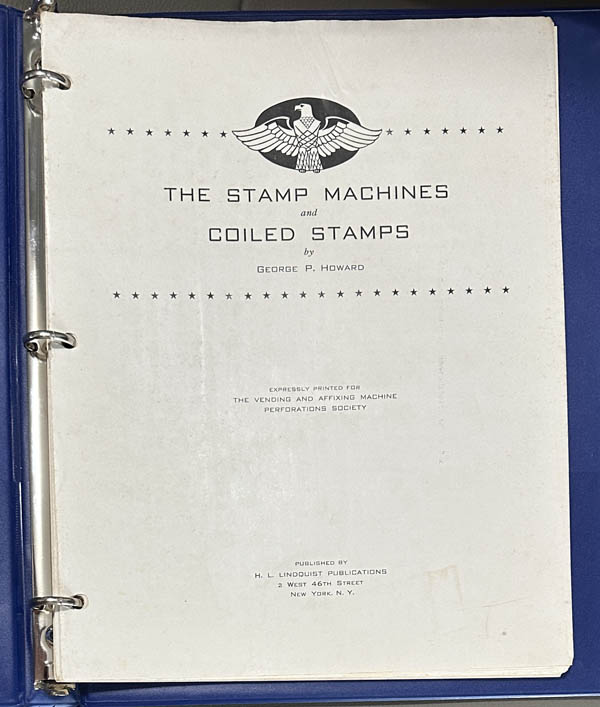 THE STAMP MACHINES
and
COILED STAMPS
by
GEORGE P. HOWARD
EXPRESSLY PRINTED FOR
THE VENDING AND AFFIXING MACHINE
PERFORATIONS SOCIETY
PUBLISHED BY
H. L. LINDQUIST PUBLICATIONS
2 WEST 46TH STREET
NEW YORK, N. Y.